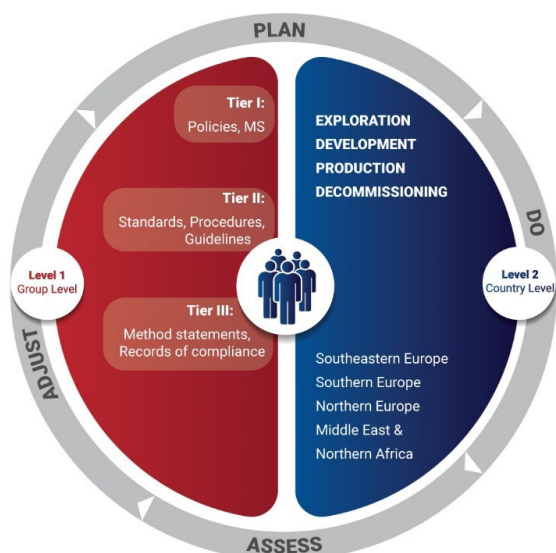 PLAN
Tier I:
Policies, MS
Tier II:
Standards, Procedures,
Guidelines
Level 1
Group Level
Tier III:
Method statements,
Records of compliance
EXPLORATION
DEVELOPMENT
PRODUCTION
DECOMMISSIONING
DO
Level 2
Country Level
Southeastern Europe
Southern Europe
Northern Europe
Middle East &
Northern Africa
ADJUST
ASSESS